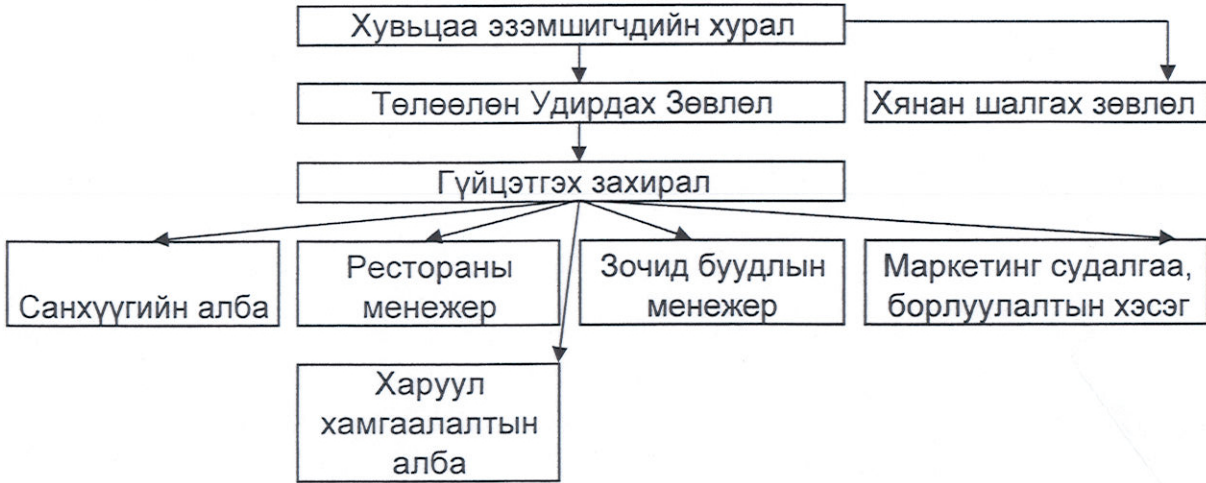 Хувьцаа эзэмшигчдийн хурал
Төлөөлөн Удирдах Зөвлөл
Хянан шалгах зөвлөл
Гүйцэтгэх захирал
Санхүүгийн алба
Рестораны
менежер
Зочид буудлын
менежер
Маркетинг судалгаа,
борлуулалтын хэсэг
Харуул
хамгаалалтын
алба